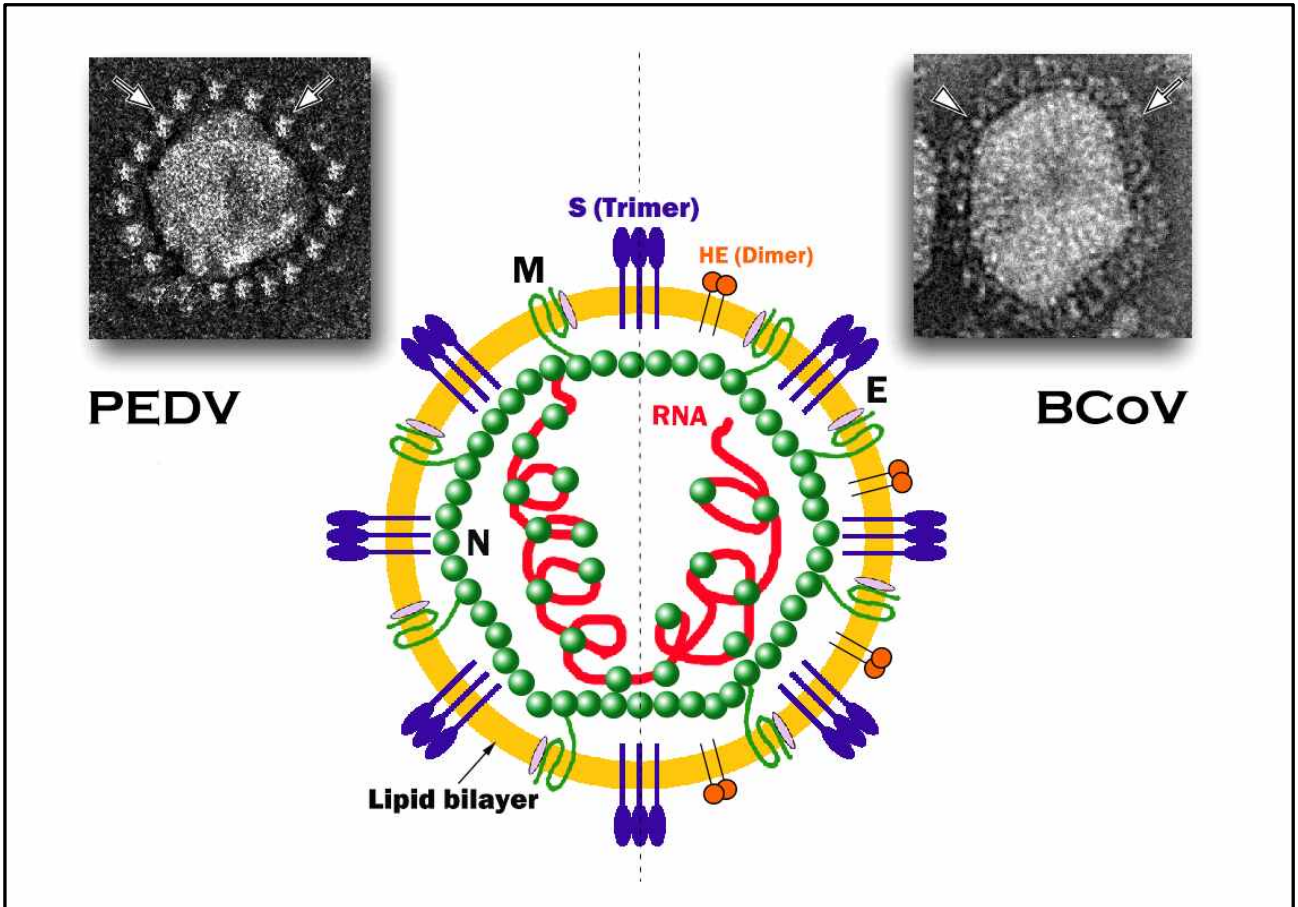 S (Trimer)
HE (Dimer)
M
PEDV
E
BCoV
RNA
N
Lipid bilayer